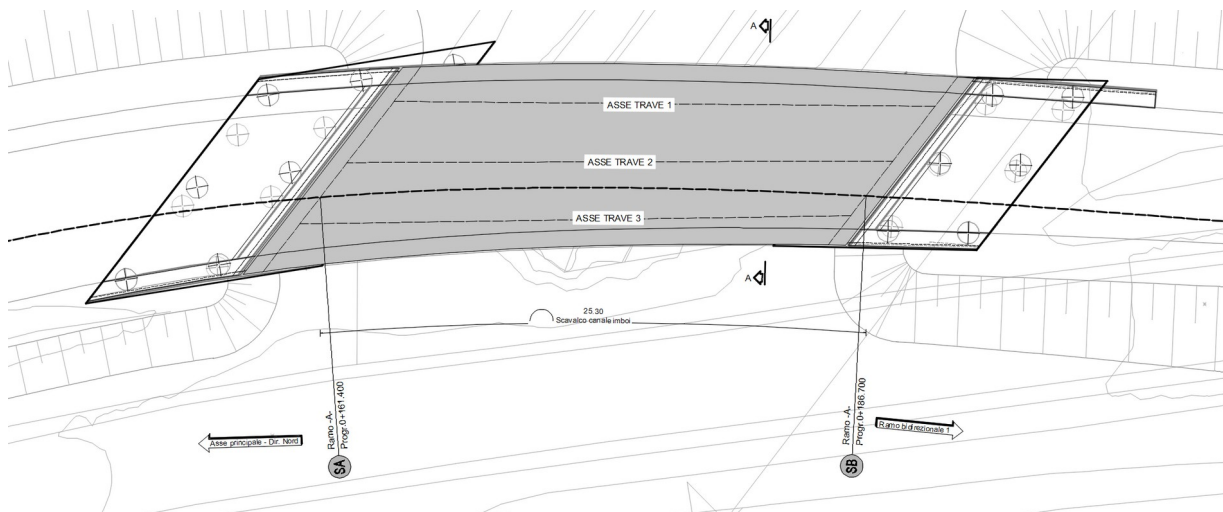 A
ASSE TRAVE 1
ASSE TRAVE 2
ASSE TRAVE 3
A
25.30
Scavalco canale imboi
Ramo -A-
Progr.0+161.400
Ramo -A-
Progr.0+186.700
Asse principale - Dir. Nord
Ramo bidirezionale 1
SA
SB